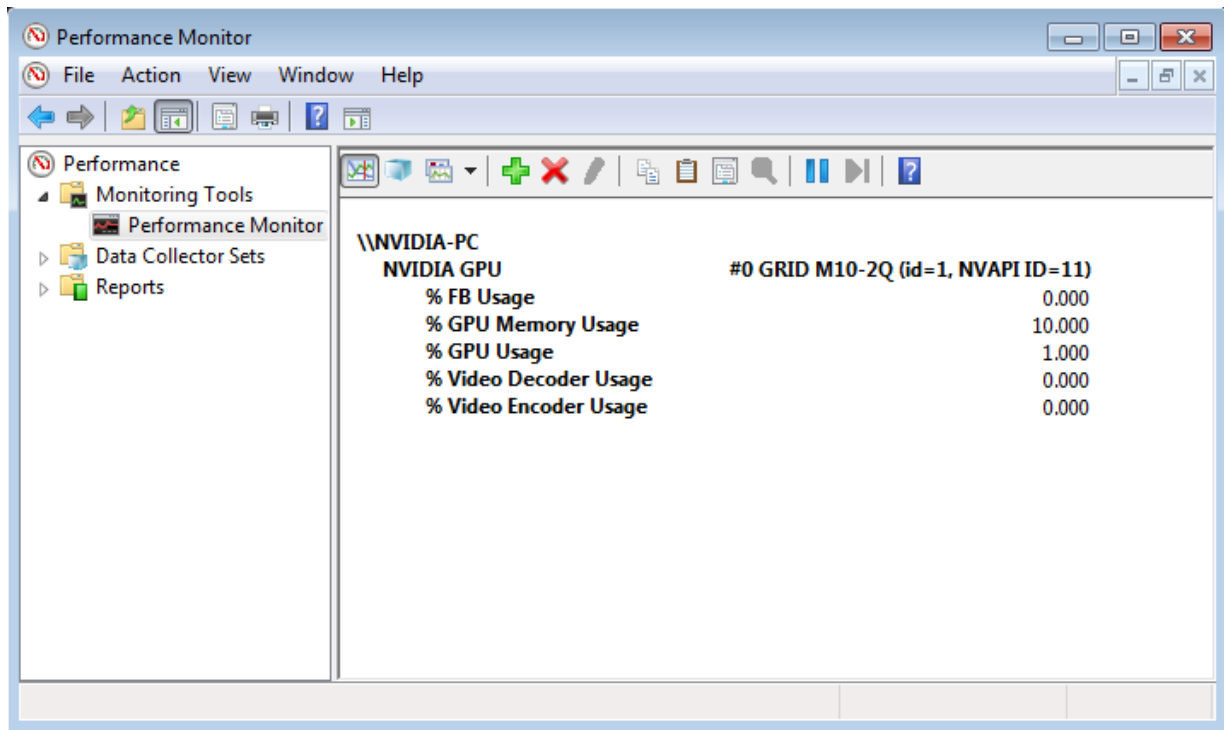 Performance Monitor
File Action View Window Help
Performance
Monitoring Tools
Performance Monitor
Data Collector Sets
Reports
\\NVIDIA-PC
NVIDIA GPU #0 GRID M10-2Q (id=1, NVAPI ID=11)
% FB Usage 0.000
% GPU Memory Usage 10.000
% GPU Usage 1.000
% Video Decoder Usage 0.000
% Video Encoder Usage 0.000